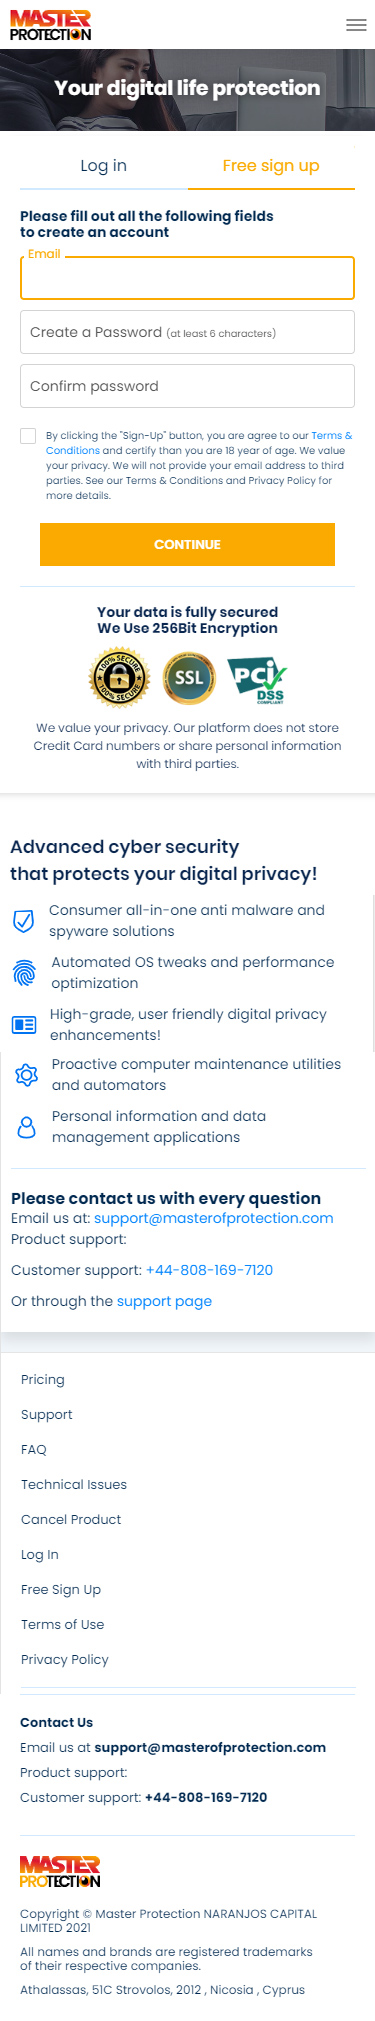 MASTER
PROTECTION
Your digital life protection
Log in
Free sign up
Please fill out all the following fields
to create an account
Email
Create a Password (at least 6 characters)
Confirm password
By clicking the "Sign-Up" button, you are agree to our Terms &
Conditions and certify than you are 18 year of age. We value
your privacy. We will not provide your email address to third
parties. See our Terms & Conditions and Privacy Policy for
more details.
CONTINUE
Your data is fully secured
We Use 256Bit Encryption
100% SECURE
100% SECURE
SSL
PCI
DSS
COMPLIANT
We value your privacy. Our platform does not store
Credit Card numbers or share personal information
with third parties.
Advanced cyber security
that protects your digital privacy!
Consumer all-in-one anti malware and
spyware solutions
Automated OS tweaks and performance
optimization
High-grade, user friendly digital privacy
enhancements!
Proactive computer maintenance utilities
and automators
Personal information and data
management applications
Please contact us with every question
Email us at: support@masterofprotection.com
Product support:
Customer support: +44-808-169-7120
Or through the support page
Pricing
Support
FAQ
Technical Issues
Cancel Product
Log In
Free Sign Up
Terms of Use
Privacy Policy
Contact Us
Email us at support@masterofprotection.com
Product support:
Customer support: +44-808-169-7120
MASTER
PROTECTION
Copyright © Master Protection NARANJOS CAPITAL
LIMITED 2021
All names and brands are registered trademarks
of their respective companies.
Athalassas, 51C Strovolos, 2012 , Nicosia , Cyprus